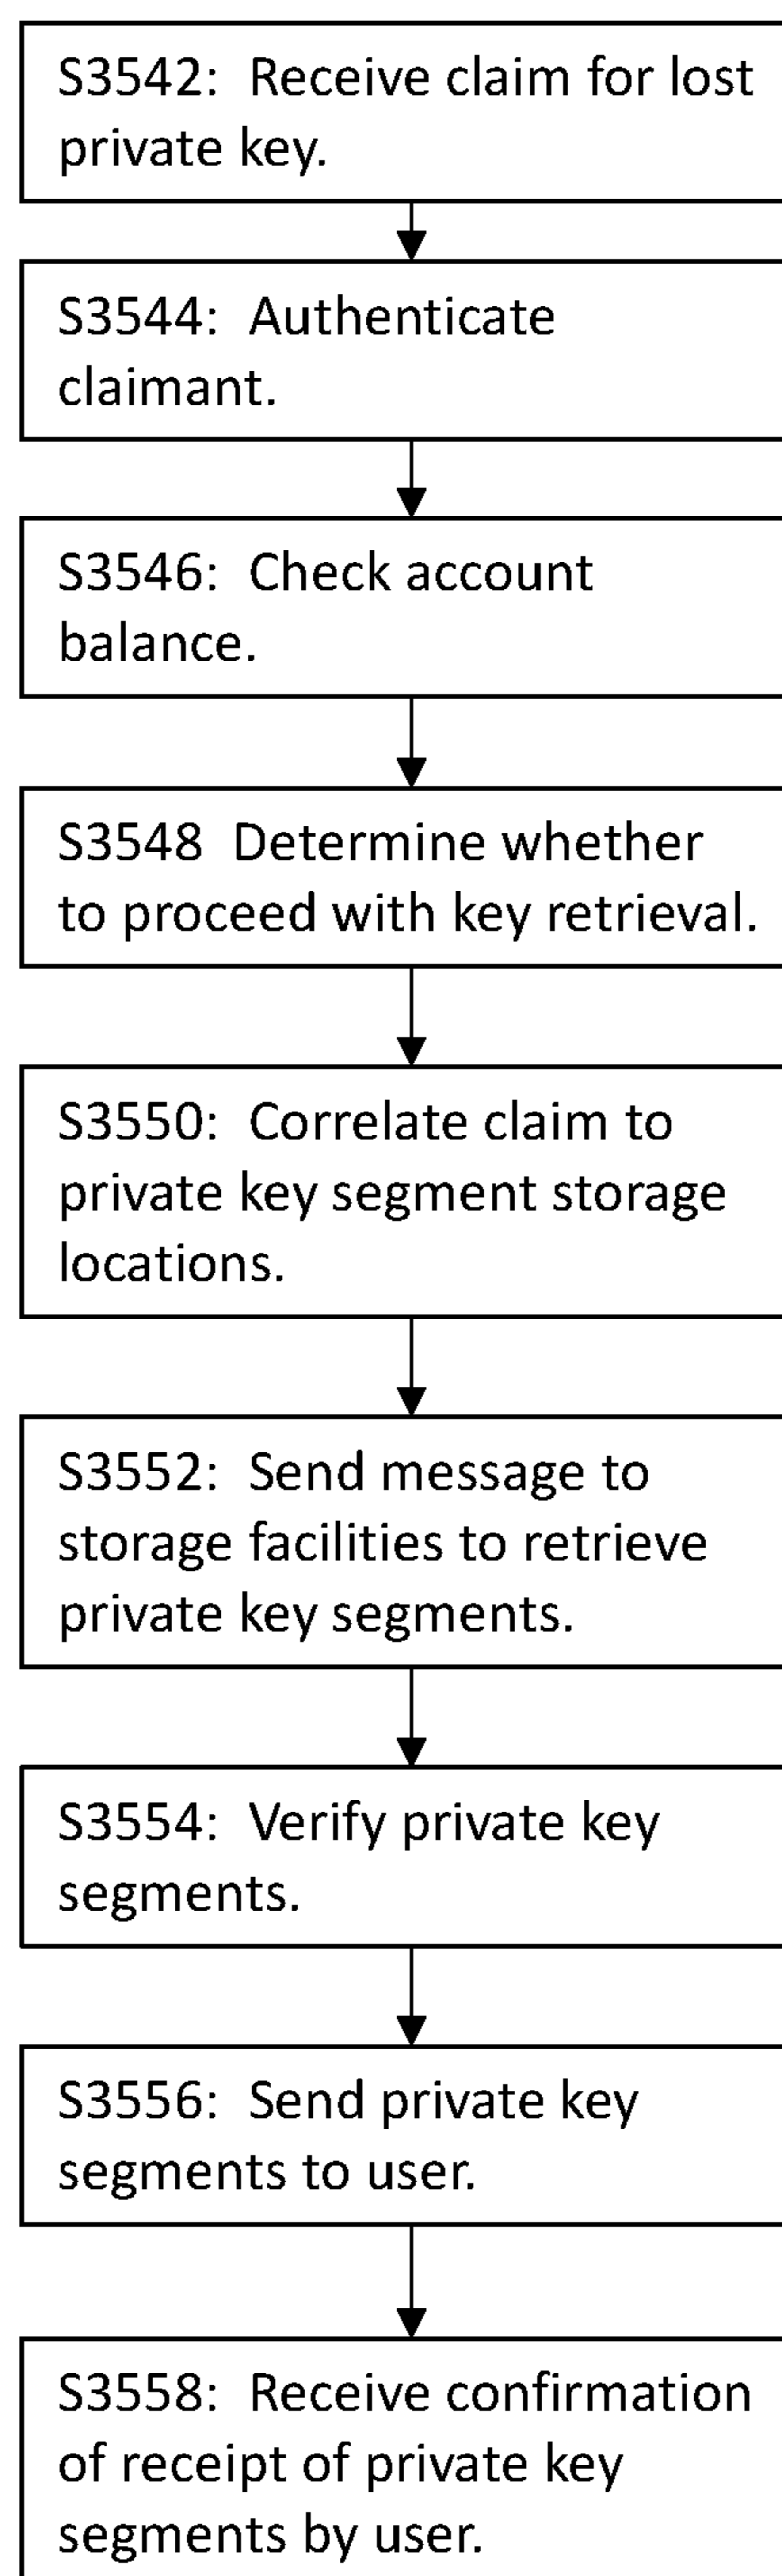 S3542:  Receive claim for lost
private key.
S3544:  Authenticate
claimant.
S3546:  Check account
balance.
S3548  Determine whether
to proceed with key retrieval.
S3550:  Correlate claim to
private key segment storage
locations.
S3552:  Send message to
storage facilities to retrieve
private key segments.
S3554:  Verify private key
segments.
S3556:  Send private key
segments to user.
S3558:  Receive confirmation
of receipt of private key
segments by user.